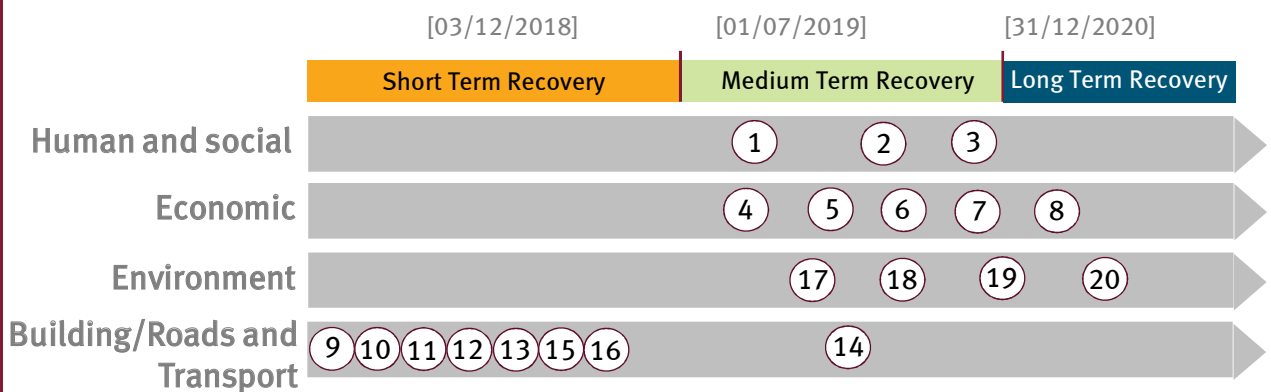 [03/12/2018] [01/07/2019] [31/12/2020]
Short Term Recovery Medium Term Recovery Long Term Recovery
Human and social 1 2 3
Economic 4 5 6 7 8
Environment 17 18 19 20
Building/Roads and
Transport 9 10 11 12 13 15 16 14